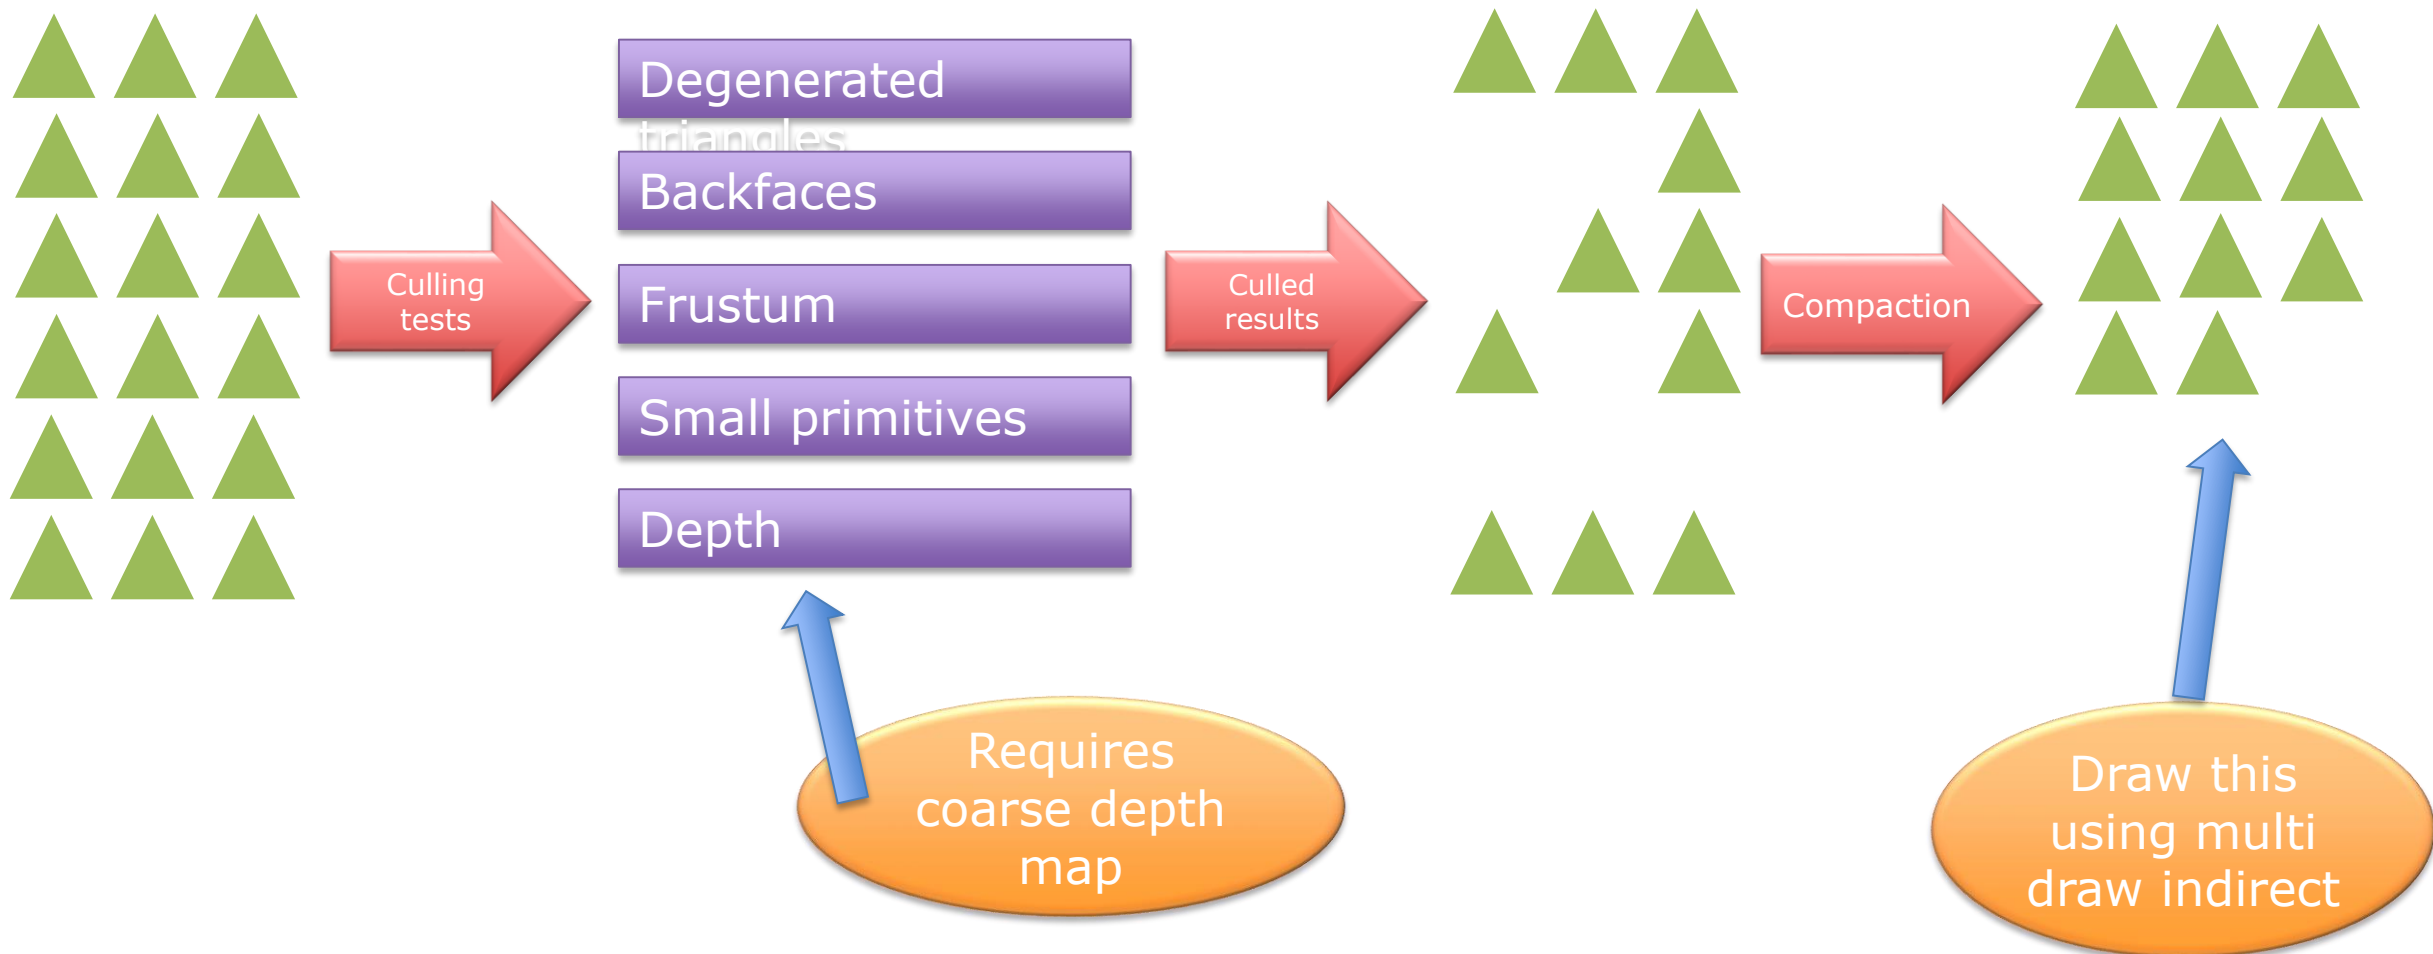 Degenerated
triangles
Backfaces
Frustum
Small primitives
Depth
Culling
tests
Culled
results
Compaction
Requires
coarse depth
map
Draw this
using multi
draw indirect